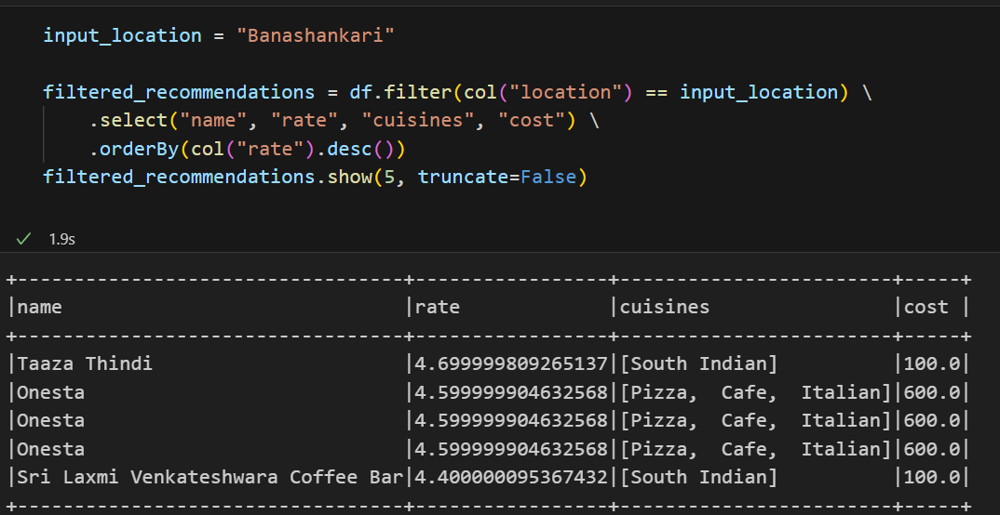 input_location = "Banashankari"
filtered_recommendations = df.filter(col("location") == input_location) \
    .select("name", "rate", "cuisines", "cost") \
    .orderBy(col("rate").desc())
filtered_recommendations.show(5, truncate=False)
✓ 1.9s
+----------------------------------+-----------------+------------------------+-----+
|name                              |rate             |cuisines                |cost |
+----------------------------------+-----------------+------------------------+-----+
|Taaza Thindi                      |4.699999809265137|[South Indian]          |100.0|
|Onesta                            |4.599999904632568|[Pizza,  Cafe,  Italian]|600.0|
|Onesta                            |4.599999904632568|[Pizza,  Cafe,  Italian]|600.0|
|Onesta                            |4.599999904632568|[Pizza,  Cafe,  Italian]|600.0|
|Sri Laxmi Venkateshwara Coffee Bar|4.400000095367432|[South Indian]          |100.0|
+----------------------------------+-----------------+------------------------+-----+